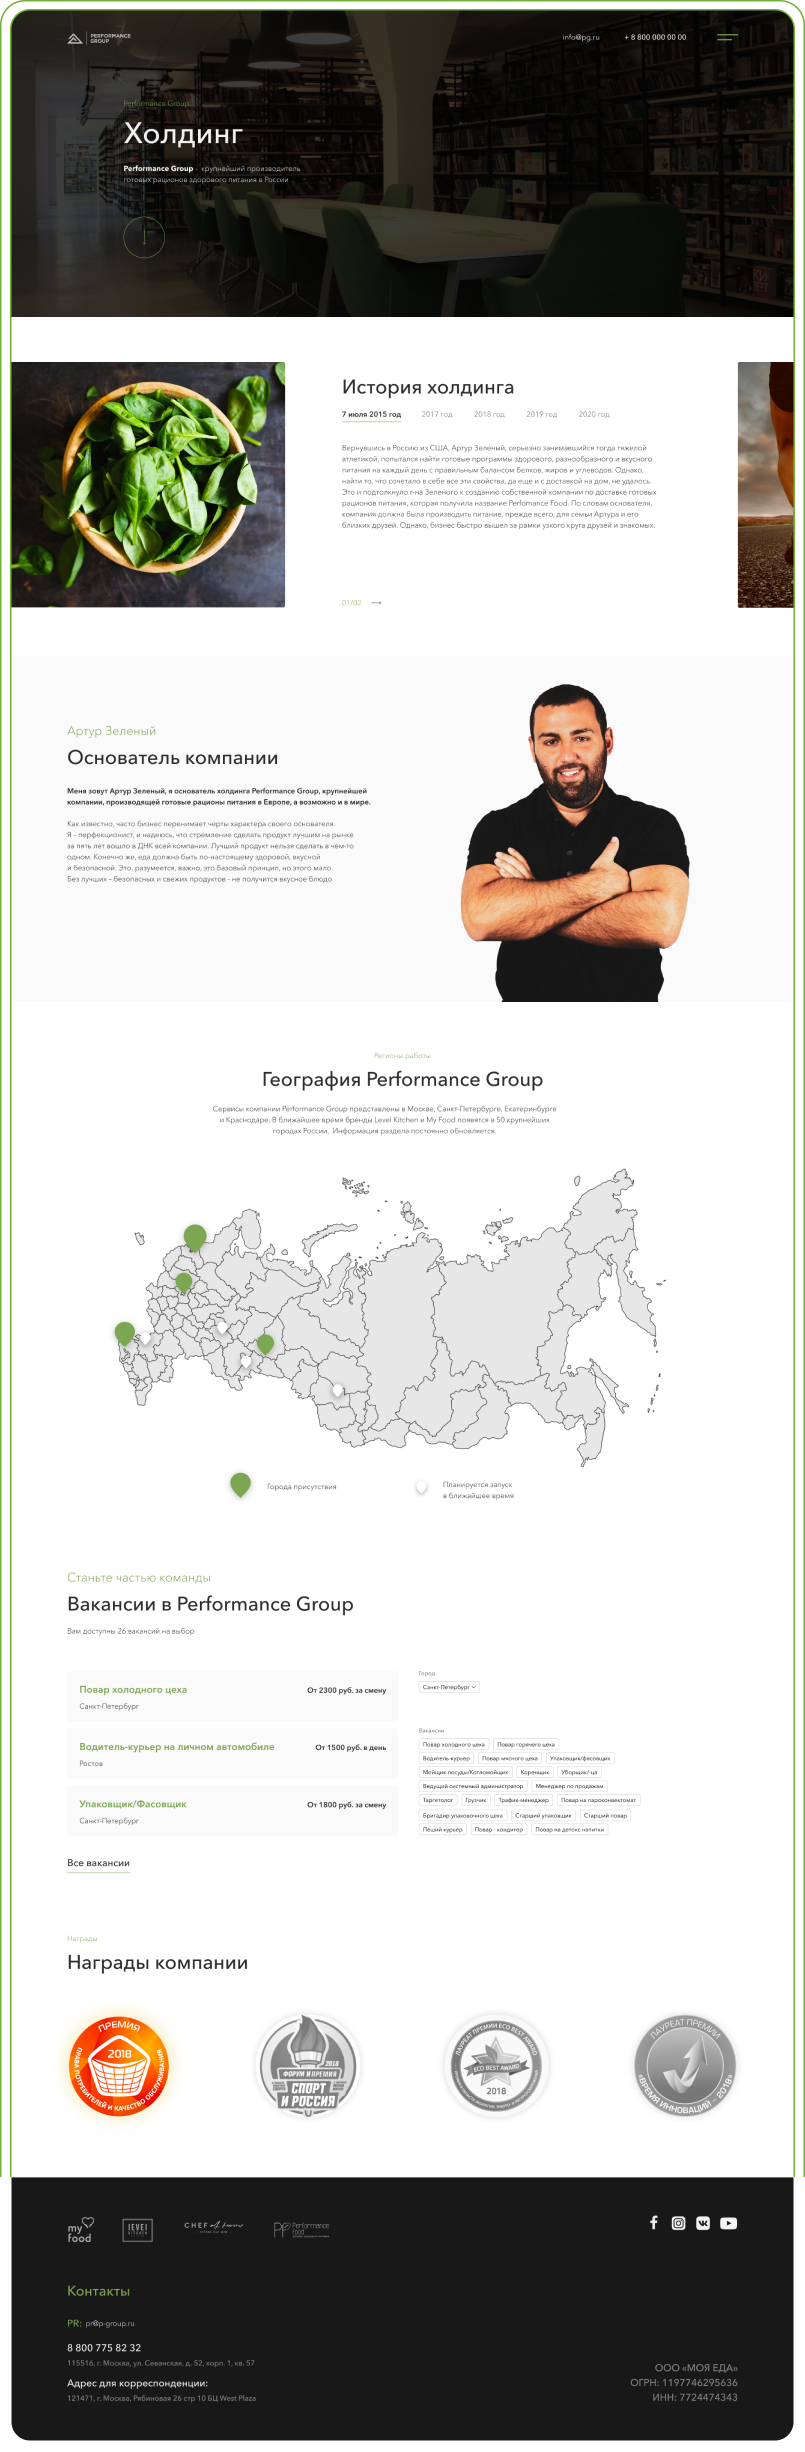 PERFORMANCE
GROUP
info@pg.ru
+ 8 800 000 00 00
Performance Group
Холдинг
Performance Group - крупнейший производитель
готовых рационов здорового питания в России
История холдинга
7 июля 2015 год
2017 год
2018 год
2019 год
2020 год
Вернувшись в Россию из США, Артур Зеленый, серьезно занимавшийся тогда тяжелой
атлетикой, попытался найти готовые программы здорового, разнообразного и вкусного
питания на каждый день с правильным балансом белков, жиров и углеводов. Однако,
найти то, что сочетало в себе все эти свойства, да еще и с доставкой на дом, не удалось.
Это и подтолкнуло г-на Зеленого к созданию собственной компании по доставке готовых
рационов питания, которая получила название Perfomance Food. По словам основателя,
компания должна была производить питание, прежде всего, для семьи Артура и его
близких друзей. Однако, бизнес быстро вышел за рамки узкого круга друзей и знакомых.
01/02
Артур Зеленый
Основатель компании
Меня зовут Артур Зеленый, я основатель холдинга Performance Group, крупнейшей
компании, производящей готовые рационы питания в Европе, а возможно и в мире.
Как известно, часто бизнес перенимает черты характера своего основателя.
Я – перфекционист, и надеюсь, что стремление сделать продукт лучшим на рынке
за пять лет вошло в ДНК всей компании. Лучший продукт нельзя сделать в чем-то
одном. Конечно же, еда должна быть по-настоящему здоровой, вкусной
и безопасной. Это, разумеется, важно, это базовый принцип, но этого мало.
Без лучших – безопасных и свежих продуктов – не получится вкусное блюдо
Регионы работы
География Performance Group
Сервисы компании Performance Group представлены в Москве, Санкт-Петербурге, Екатеринбурге
и Краснодаре. В ближайшее время бренды Level Kitchen и My Food появятся в 50 крупнейших
городах России. Информация раздела постоянно обновляется.
Города присутствия
Планируется запуск
в ближайшее время
Станьте частью команды
Вакансии в Performance Group
Вам доступны 26 вакансий на выбор
Повар холодного цеха
От 2300 руб. за смену
Санкт-Петербург
Водитель-курьер на личном автомобиле
От 1500 руб. в день
Ростов
Упаковщик/Фасовщик
От 1800 руб. за смену
Санкт-Петербург
Все вакансии
Город
Санкт-Петербург
Вакансии
Повар холодного цеха
Повар горячего цеха
Водитель-курьер
Повар мясного цеха
Упаковщик/фасовщик
Мойщик посуды/Котломойщик
Коренщик
Уборщик/-ца
Ведущий системный администратор
Менеджер по продажам
Таргетолог
Грузчик
Трафик-менеджер
Повар на пароконвектомат
Бригадир упаковочного цеха
Старший упаковщик
Старший повар
Пеший курьер
Повар - кондитер
Повар на детокс напитки
Награды
Награды компании
ПРЕМИЯ
2018
ПРАВА ПОТРЕБИТЕЛЕЙ И КАЧЕСТВО ОБСЛУЖИВАНИЯ
2018
ФОРУМ И ПРЕМИЯ
СПОРТ
И РОССИЯ
ЛАУРЕАТ ПРЕМИИ ECO BEST AWARD
ECO BEST AWARD
2018
ЛАУРЕАТ ПРЕМИИ
«ВРЕМЯ ИННОВАЦИЙ – 2018»
my
food
LEVEL
KITCHEN
CHEF at home
PF Performance
food
Контакты
PR: pr@p-group.ru
8 800 775 82 32
115516, г. Москва, ул. Севанская, д. 52, корп. 1, кв. 57
Адрес для корреспонденции:
121471, г. Москва, Рябиновая 26 стр 10 БЦ West Plaza
ООО «МОЯ ЕДА»
ОГРН: 1197746295636
ИНН: 7724474343